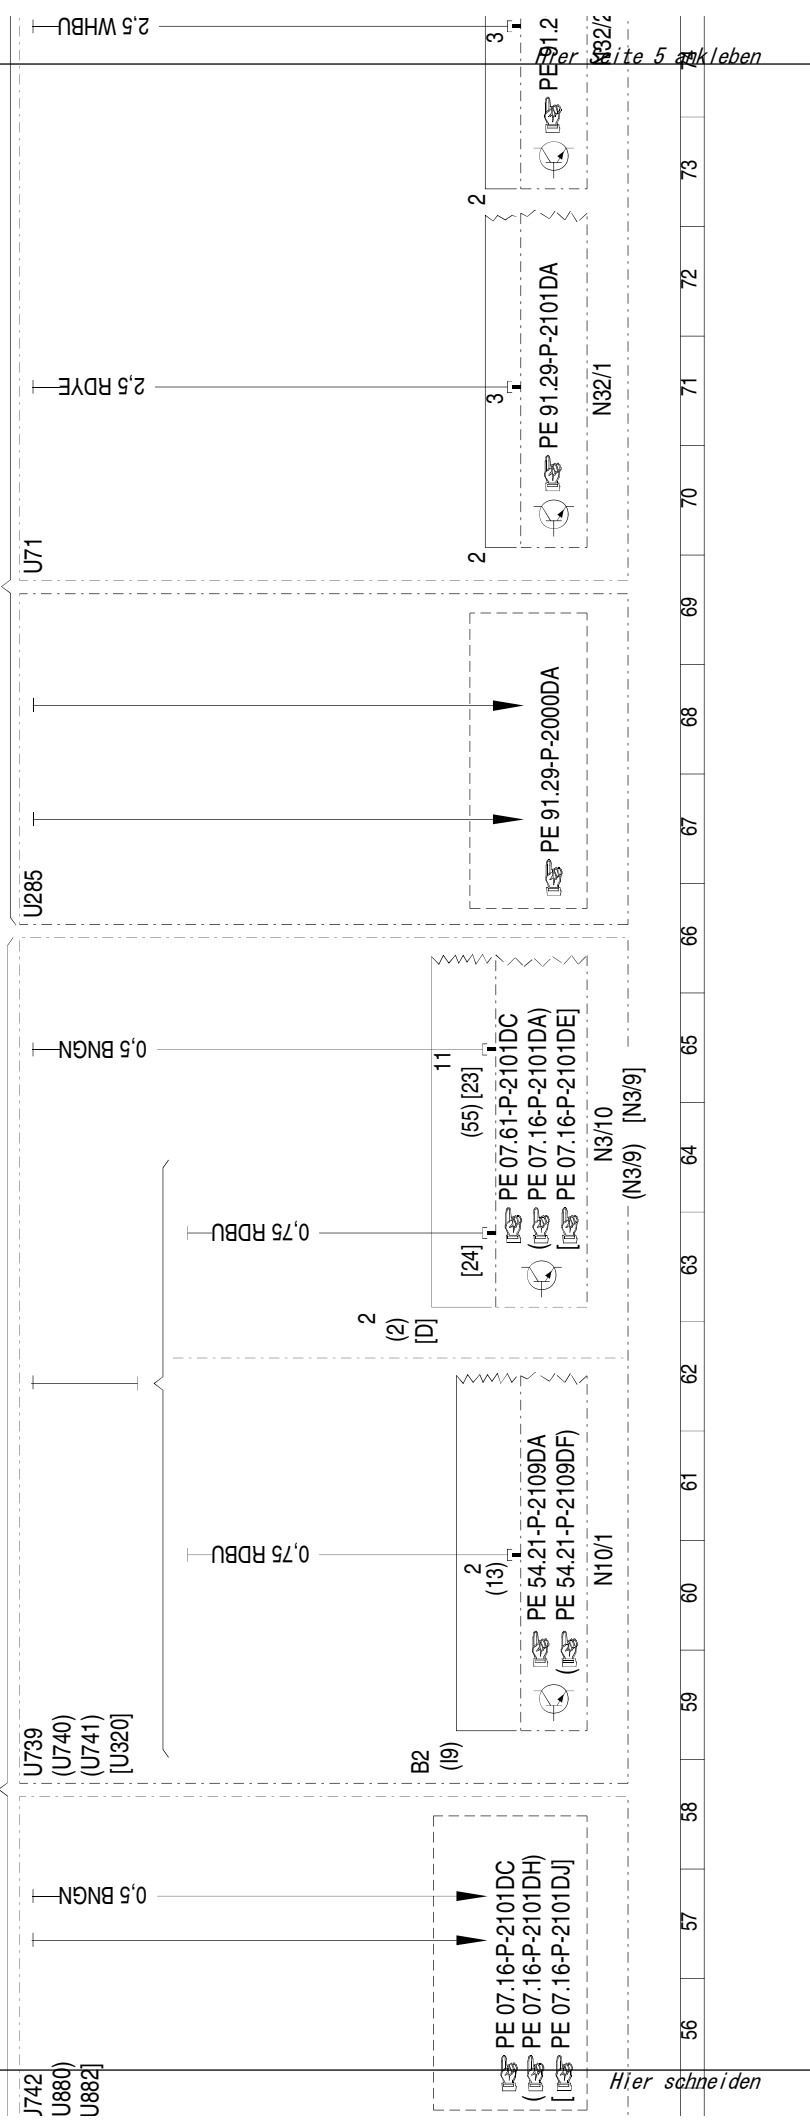 2,5 WHBU
3
PE 91.2
N32/2
Hier Seite 5 ankleben
74
73
2
72
2,5 RDYE
3
PE 91.29-P-2101DA
N32/1
71
70
2
U71
69
PE 91.29-P-2000DA
68
67
U285
66
0,5 BNGN
11
(55) [23]
PE 07.61-P-2101DC
(PE 07.16-P-2101DA)
[PE 07.16-P-2101DE]
N3/10
(N3/9) [N3/9]
65
64
0,75 RDBU
[24]
63
2
(2)
[D]
62
PE 54.21-P-2109DA
(PE 54.21-P-2109DF)
61
0,75 RDBU
2
(13)
N10/1
60
59
U739
(U740)
(U741)
[U320]
B2
(I9)
58
0,5 BNGN
PE 07.16-P-2101DC
(PE 07.16-P-2101DH)
[PE 07.16-P-2101DJ]
57
56
U742
U880)
U882]
Hier schneiden